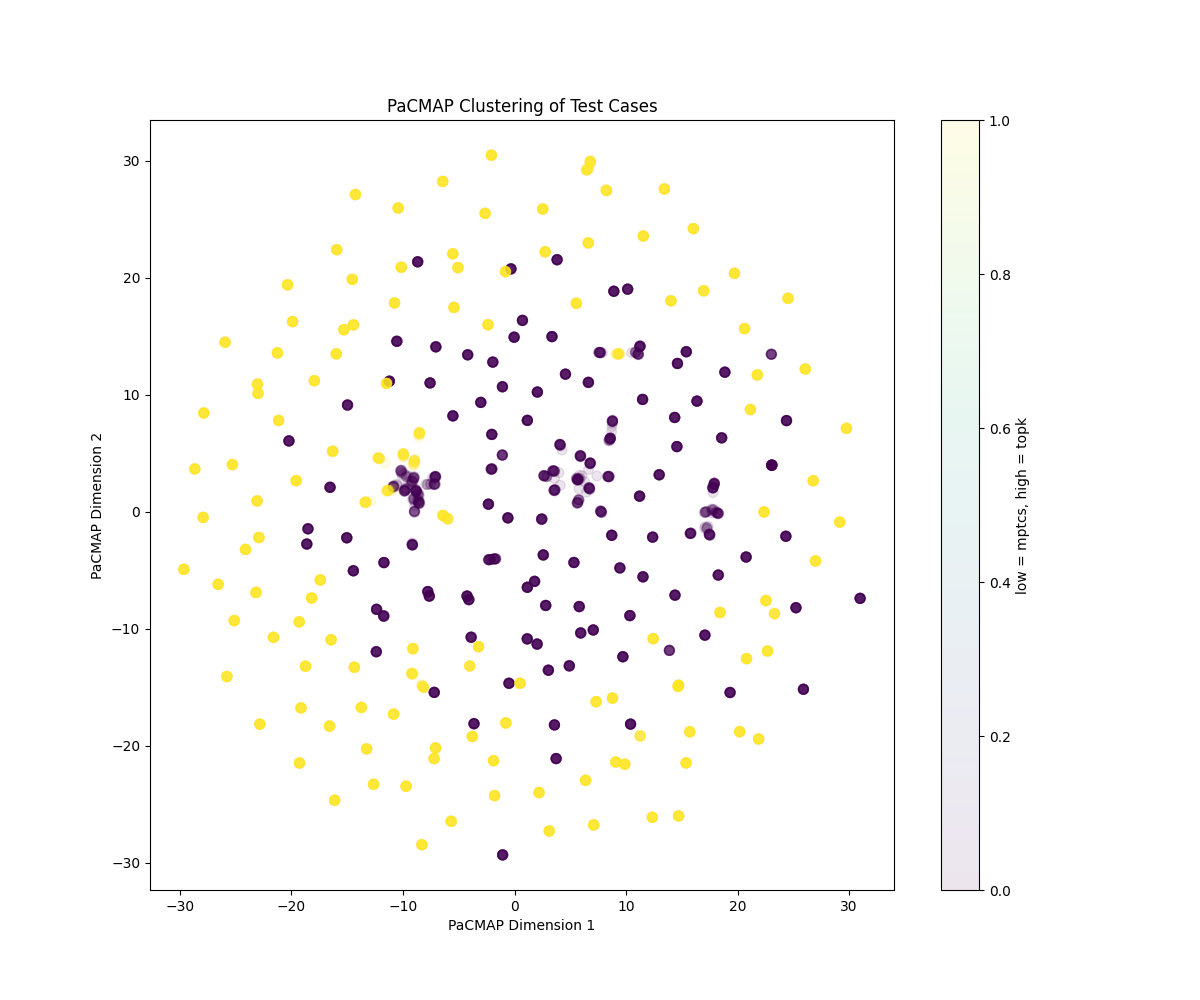 PaCMAP Clustering of Test Cases
PaCMAP Dimension 2
30
20
10
0
−10
−20
−30
−30 −20 −10 0 10 20 30
PaCMAP Dimension 1
1.0
0.8
0.6
0.4
0.2
0.0
low = mptcs, high = topk